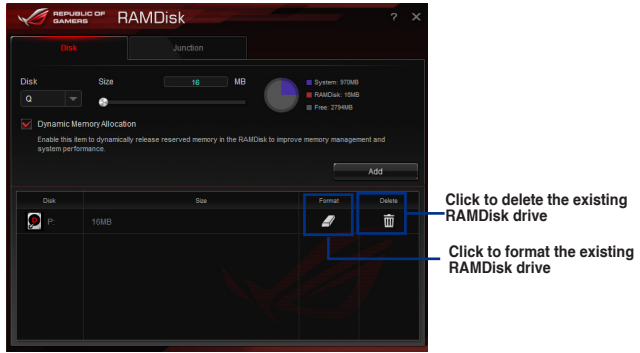 REPUBLIC OF
GAMERS
RAMDisk
? ×
Disk
Junction
Disk
Size
16
MB
Q
System: 970MB
RAMDisk: 16MB
Free: 2794MB
Dynamic Memory Allocation
Enable this item to dynamically release reserved memory in the RAMDisk to improve memory management and
system performance.
Add
Disk
Size
Format
Delete
P:
16MB
Click to delete the existing
RAMDisk drive
Click to format the existing
RAMDisk drive